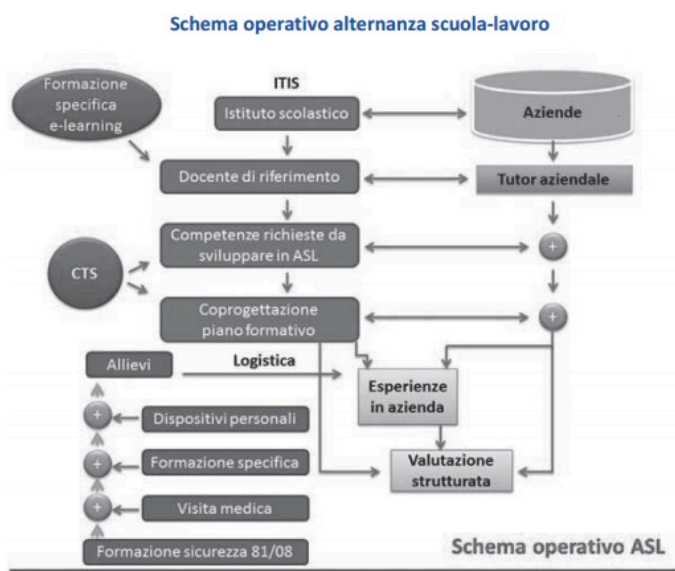 Schema operativo alternanza scuola-lavoro
Formazione
specifica
e-learning
ITIS
Istituto scolastico
Aziende
Docente di riferimento
Tutor aziendale
Competenze richieste da
sviluppare in ASL
+
CTS
Coprogettazione
piano formativo
+
Allievi
Logistica
Esperienze
in azienda
+
Dispositivi personali
+
Formazione specifica
Valutazione
strutturata
+
Visita medica
Formazione sicurezza 81/08
Schema operativo ASL